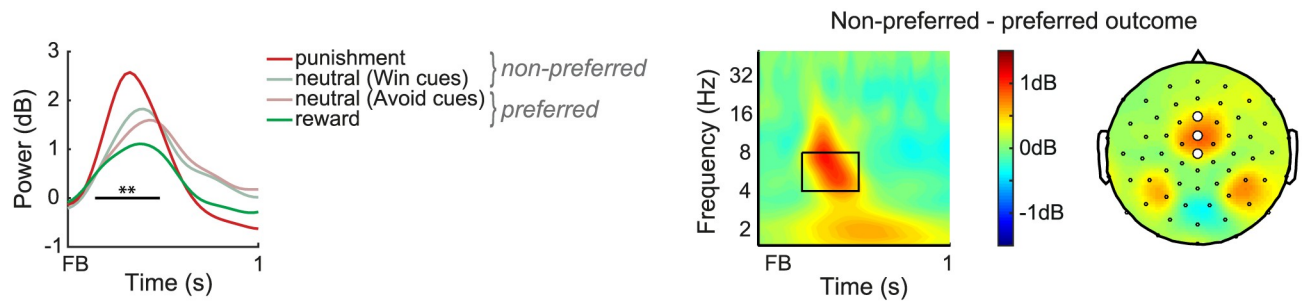 Non-preferred - preferred outcome
3
2
1
0
-1
Power (dB)
FB
1
Time (s)
**
punishment
neutral (Win cues)
} non-preferred
neutral (Avoid cues)
reward
} preferred
32
16
8
4
2
Frequency (Hz)
FB
1
Time (s)
1dB
0dB
-1dB